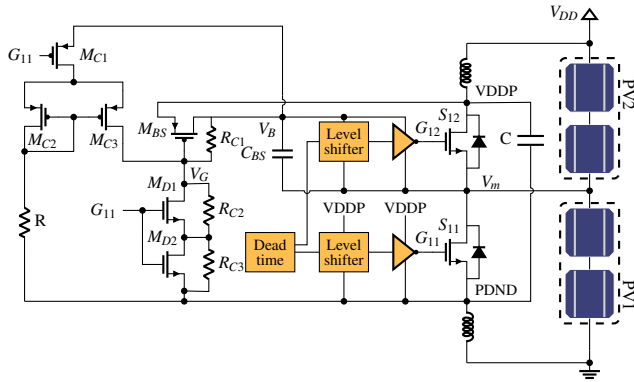 V_DD
G_11
M_C1
VDDP
PV2
M_C2
M_C3
M_BS
R_C1
V_B
C_BS
Level
shifter
G_12
S_12
C
V_G
M_D1
V_m
G_11
R_C2
VDDP
VDDP
S_11
R
M_D2
Dead
time
Level
shifter
G_11
R_C3
PDND
PV1